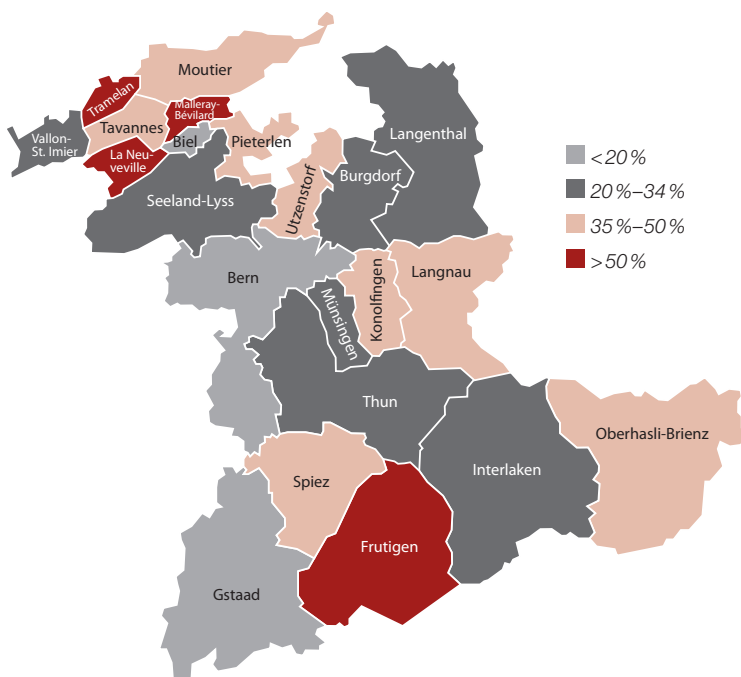 Moutier
Tramelan
Malleray-
Bévilard
Vallon-
St. Imier
Tavannes
Biel
Pieterlen
Langenthal
La Neu-
veville
Seeland-Lyss
Utzenstorf
Burgdorf
<20 %
20 %–34 %
35 %–50 %
>50 %
Bern
Münsingen
Konolfingen
Langnau
Thun
Oberhasli-Brienz
Interlaken
Spiez
Frutigen
Gstaad